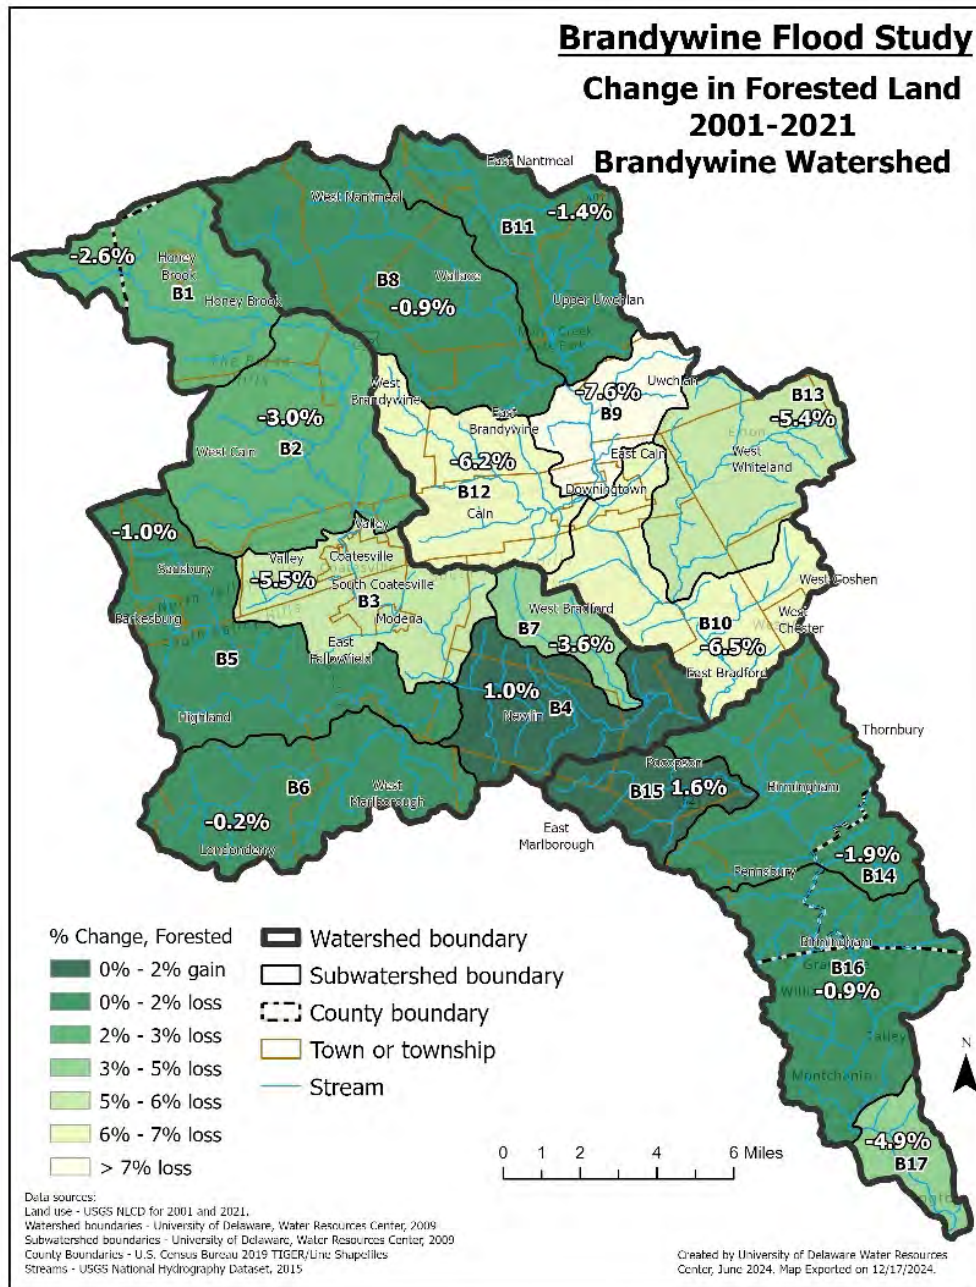 Brandywine Flood Study
Change in Forested Land
2001-2021
Brandywine Watershed
East Nantmeal
West Nantmeal
-1.4%
B11
-2.6%
Honey
Brook
B1
Honey Brook
B8
Wallace
-0.9%
Upper Uwchlan
West
Brandywine
-7.6%
Uwchlan
B9
B13
-5.4%
-3.0%
B2
West Caln
East
Brandywine
East Caln
West
Whiteland
-6.2%
B12
Caln
Downingtown
-1.0%
Sadsbury
Valley
Valley
Coatesville
-5.5%
South Coatesville
B3
Modena
Parkesburg
East
Fallowfield
West Bradford
B7
-3.6%
West Goshen
West
Chester
B10
-6.5%
East Bradford
B5
Highland
1.0%
B4
Newlin
Thornbury
B6
West
Marlborough
-0.2%
Londonderry
Pocopson
B15
1.6%
East
Marlborough
Birmingham
Pennsbury
-1.9%
B14
Birmingham
B16
-0.9%
Montchanin
-4.9%
B17
% Change, Forested
0% - 2% gain
0% - 2% loss
2% - 3% loss
3% - 5% loss
5% - 6% loss
6% - 7% loss
> 7% loss
Watershed boundary
Subwatershed boundary
County boundary
Town or township
Stream
N
0 1 2 4 6 Miles
Data sources:
Land use - USGS NLCD for 2001 and 2021.
Watershed boundaries - University of Delaware, Water Resources Center, 2009
Subwatershed boundaries - University of Delaware, Water Resources Center, 2009
County Boundaries - U.S. Census Bureau 2019 TIGER/Line Shapefiles
Streams - USGS National Hydrography Dataset, 2015
Created by University of Delaware Water Resources
Center, June 2024. Map Exported on 12/17/2024.